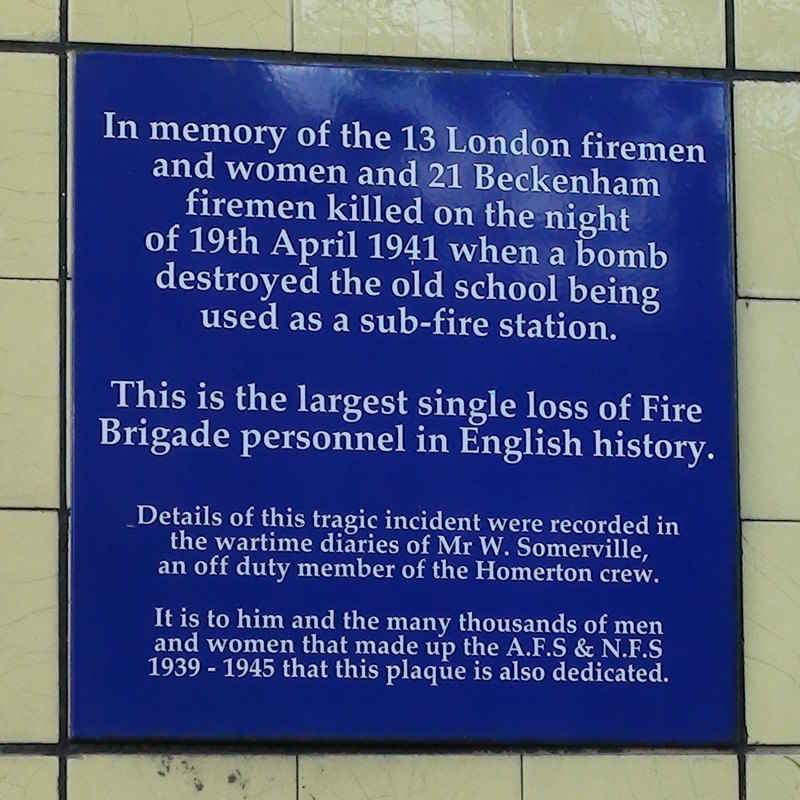 In memory of the 13 London firemen
and women and 21 Beckenham
firemen killed on the night
of 19th April 1941 when a bomb
destroyed the old school being
used as a sub-fire station.
This is the largest single loss of Fire
Brigade personnel in English history.
Details of this tragic incident were recorded in
the wartime diaries of Mr W. Somerville,
an off duty member of the Homerton crew.
It is to him and the many thousands of men
and women that made up the A.F.S & N.F.S
1939 - 1945 that this plaque is also dedicated.